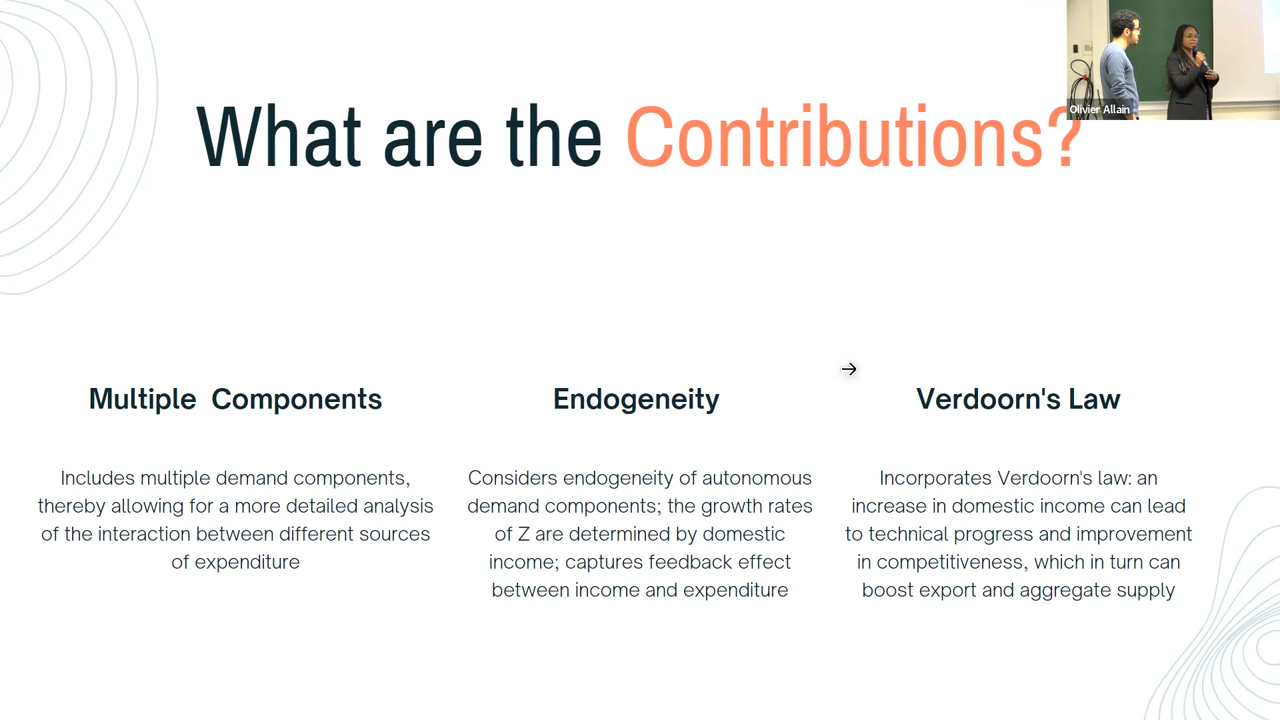 What are the Contributions?
Olivier Allain
Multiple Components
Includes multiple demand components,
thereby allowing for a more detailed analysis
of the interaction between different sources
of expenditure
Endogeneity
Considers endogeneity of autonomous
demand components; the growth rates
of Z are determined by domestic
income; captures feedback effect
between income and expenditure
Verdoorn's Law
Incorporates Verdoorn's law: an
increase in domestic income can lead
to technical progress and improvement
in competitiveness, which in turn can
boost export and aggregate supply